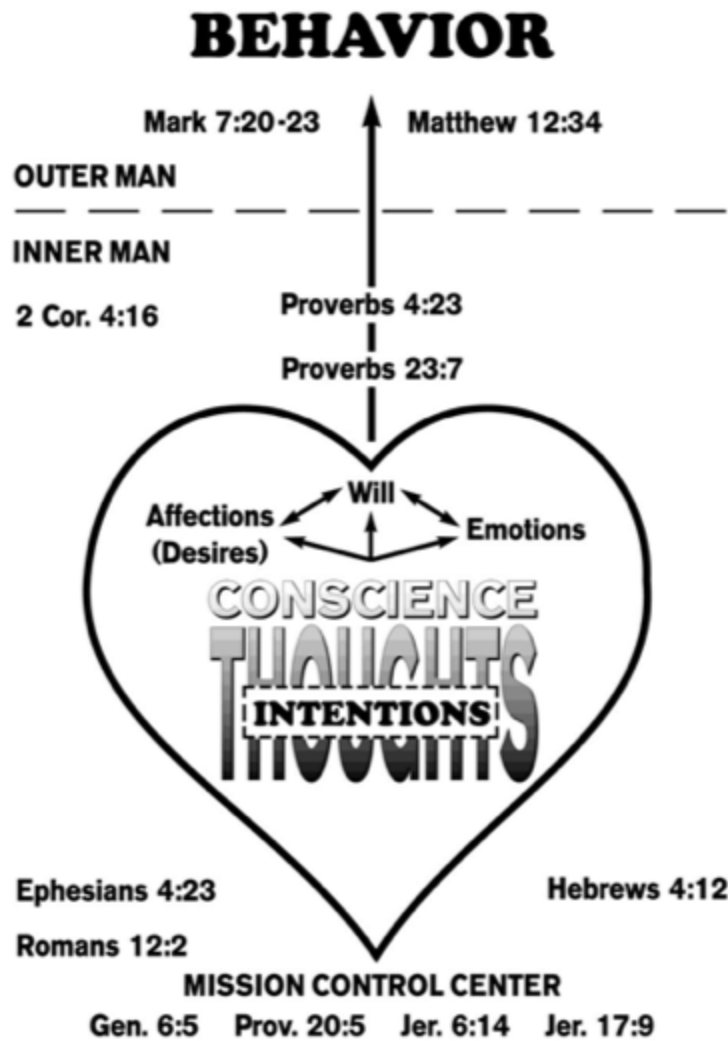 BEHAVIOR
Mark 7:20-23 Matthew 12:34
OUTER MAN
INNER MAN
2 Cor. 4:16
Proverbs 4:23
Proverbs 23:7
Will
Affections
(Desires)
Emotions
CONSCIENCE
THOUGHTS
INTENTIONS
Ephesians 4:23
Hebrews 4:12
Romans 12:2
MISSION CONTROL CENTER
Gen. 6:5 Prov. 20:5 Jer. 6:14 Jer. 17:9